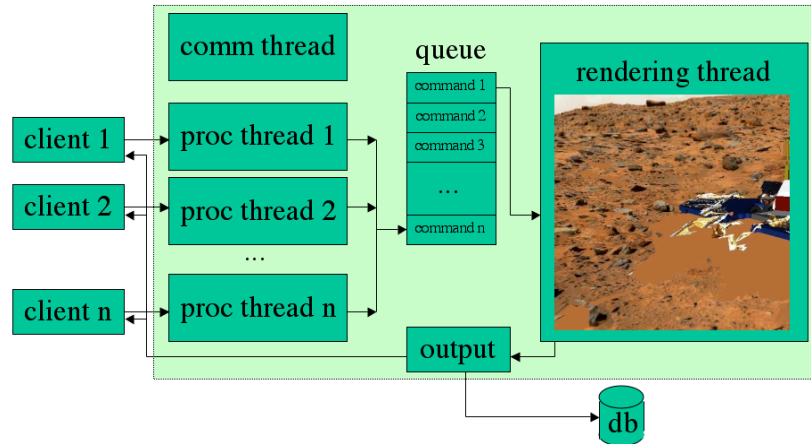 comm thread
queue
rendering thread
command 1
command 2
command 3
...
command n
client 1
proc thread 1
client 2
proc thread 2
...
client n
proc thread n
output
db